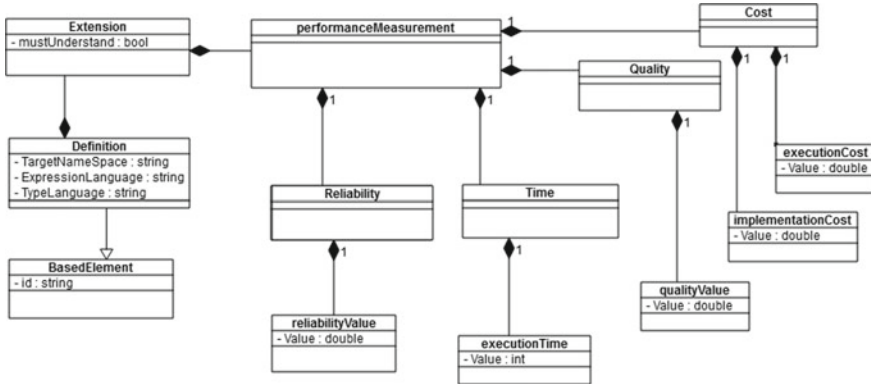 Extension
- mustUnderstand : bool
performanceMeasurement
1
1
1
1
Cost
1
1
Quality
1
Definition
- TargetNameSpace : string
- ExpressionLanguage : string
- TypeLanguage : string
executionCost
- Value : double
Reliability
1
Time
1
implementationCost
- Value : double
BasedElement
- id : string
qualityValue
- Value : double
reliabilityValue
- Value : double
executionTime
- Value : int